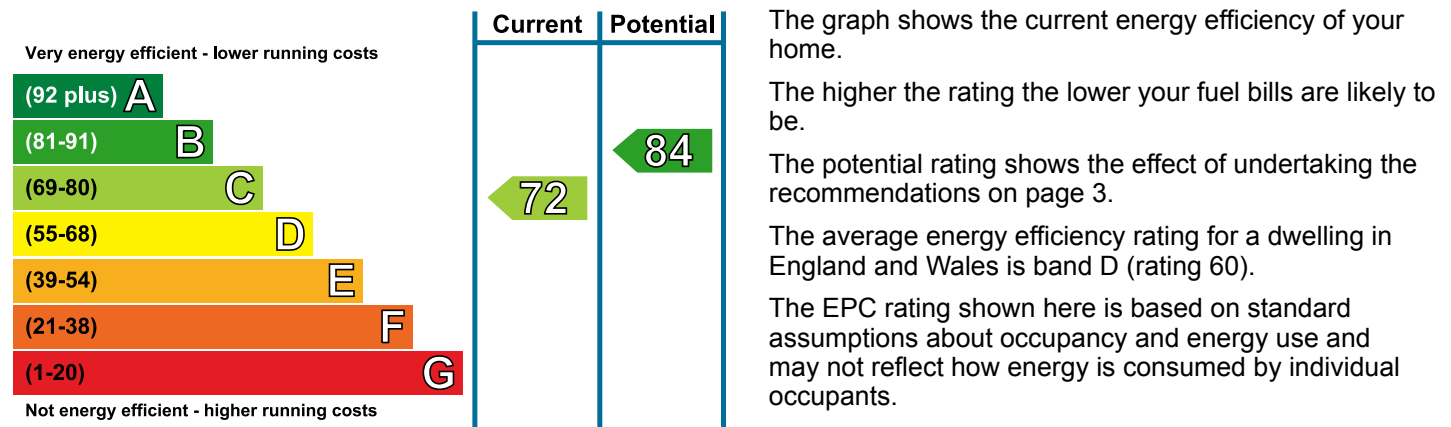 Current Potential
Very energy efficient - lower running costs
(92 plus) A
(81-91) B
84
(69-80) C
72
(55-68) D
(39-54) E
(21-38) F
(1-20) G
Not energy efficient - higher running costs
The graph shows the current energy efficiency of your
home.
The higher the rating the lower your fuel bills are likely to
be.
The potential rating shows the effect of undertaking the
recommendations on page 3.
The average energy efficiency rating for a dwelling in
England and Wales is band D (rating 60).
The EPC rating shown here is based on standard
assumptions about occupancy and energy use and
may not reflect how energy is consumed by individual
occupants.